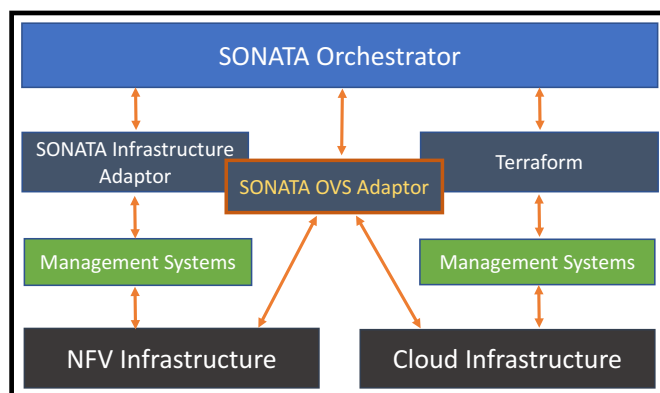 SONATA Orchestrator
SONATA Infrastructure
Adaptor
SONATA OVS Adaptor
Terraform
Management Systems
Management Systems
NFV Infrastructure
Cloud Infrastructure